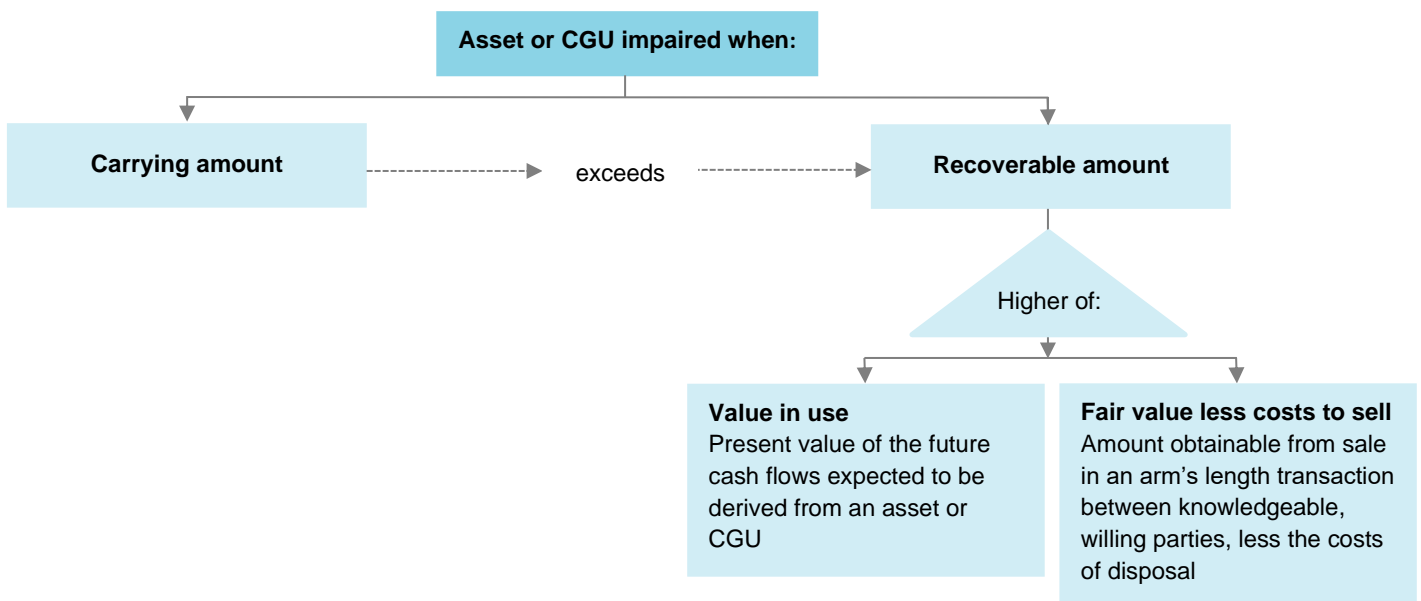 Asset or CGU impaired when:
Carrying amount
exceeds
Recoverable amount
Higher of:
Value in use
Present value of the future
cash flows expected to be
derived from an asset or
CGU
Fair value less costs to sell
Amount obtainable from sale
in an arm’s length transaction
between knowledgeable,
willing parties, less the costs
of disposal